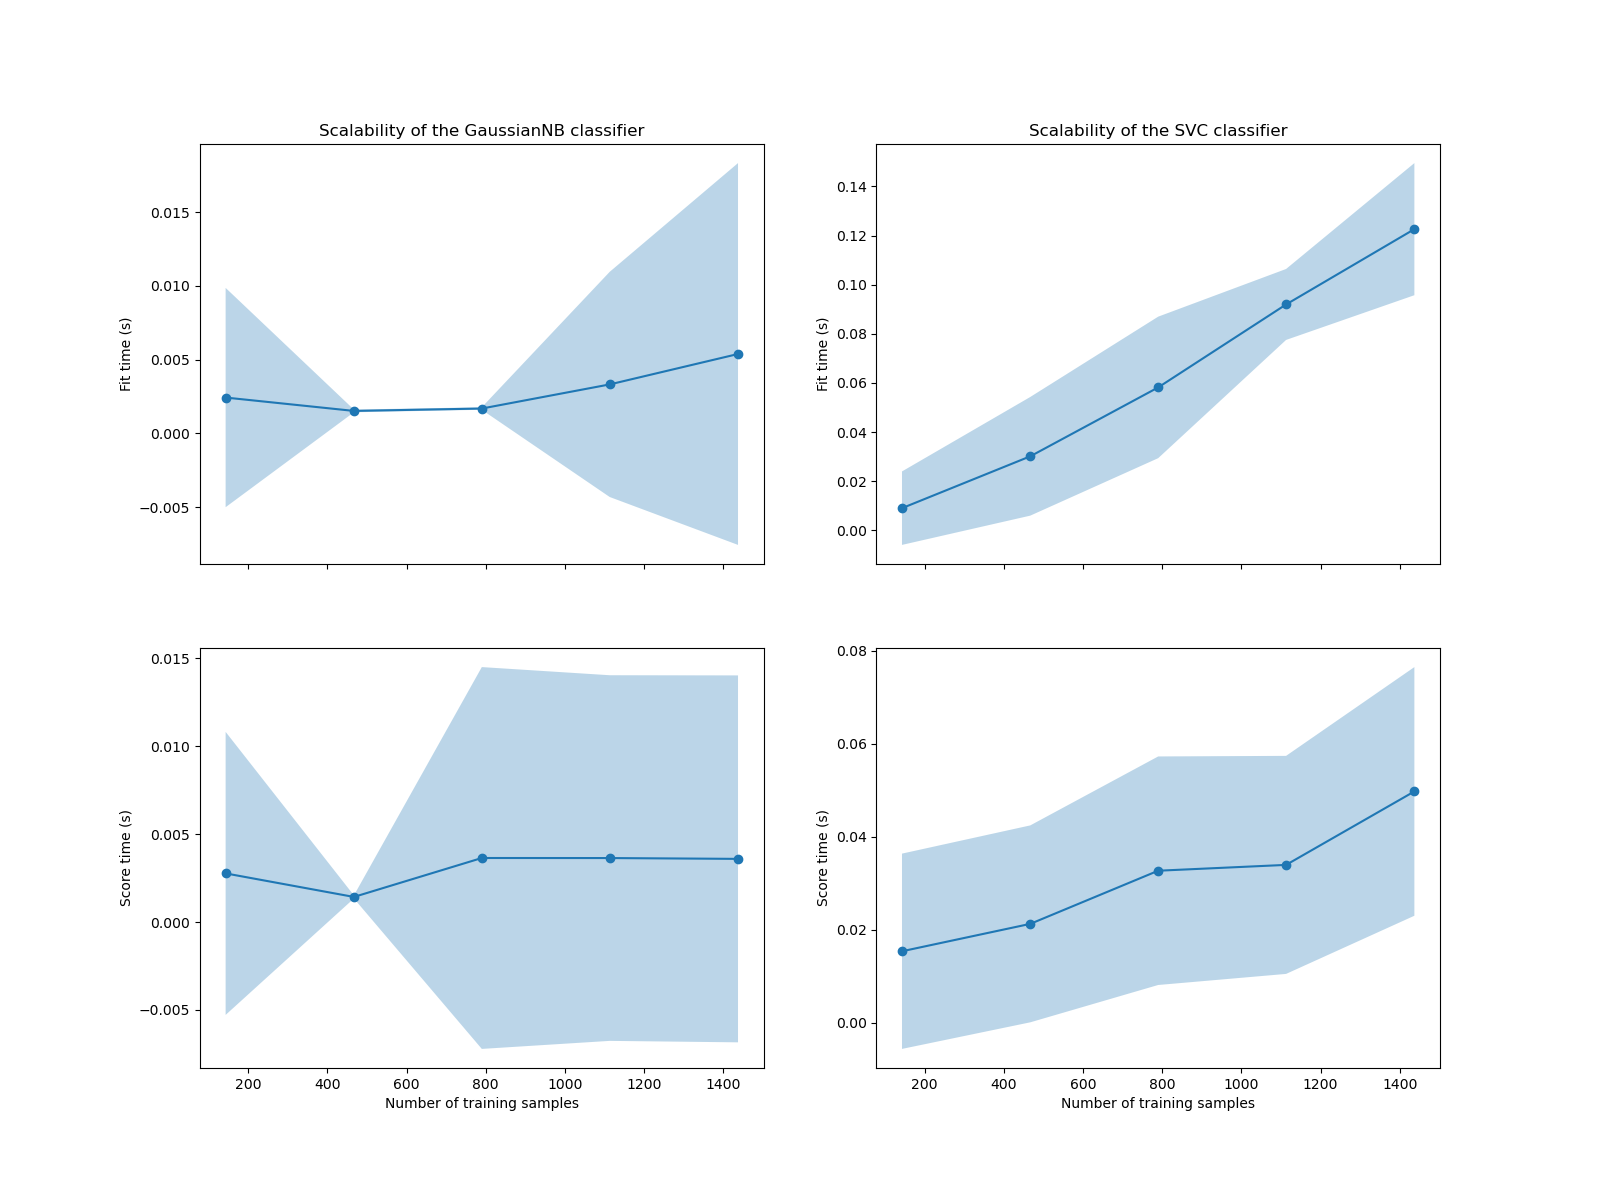 Scalability of the GaussianNB classifier
0.015
0.010
0.005
0.000
−0.005
Fit time (s)
Scalability of the SVC classifier
0.14
0.12
0.10
0.08
0.06
0.04
0.02
0.00
Fit time (s)
0.015
0.010
0.005
0.000
−0.005
Score time (s)
200 400 600 800 1000 1200 1400
Number of training samples
0.08
0.06
0.04
0.02
0.00
Score time (s)
200 400 600 800 1000 1200 1400
Number of training samples